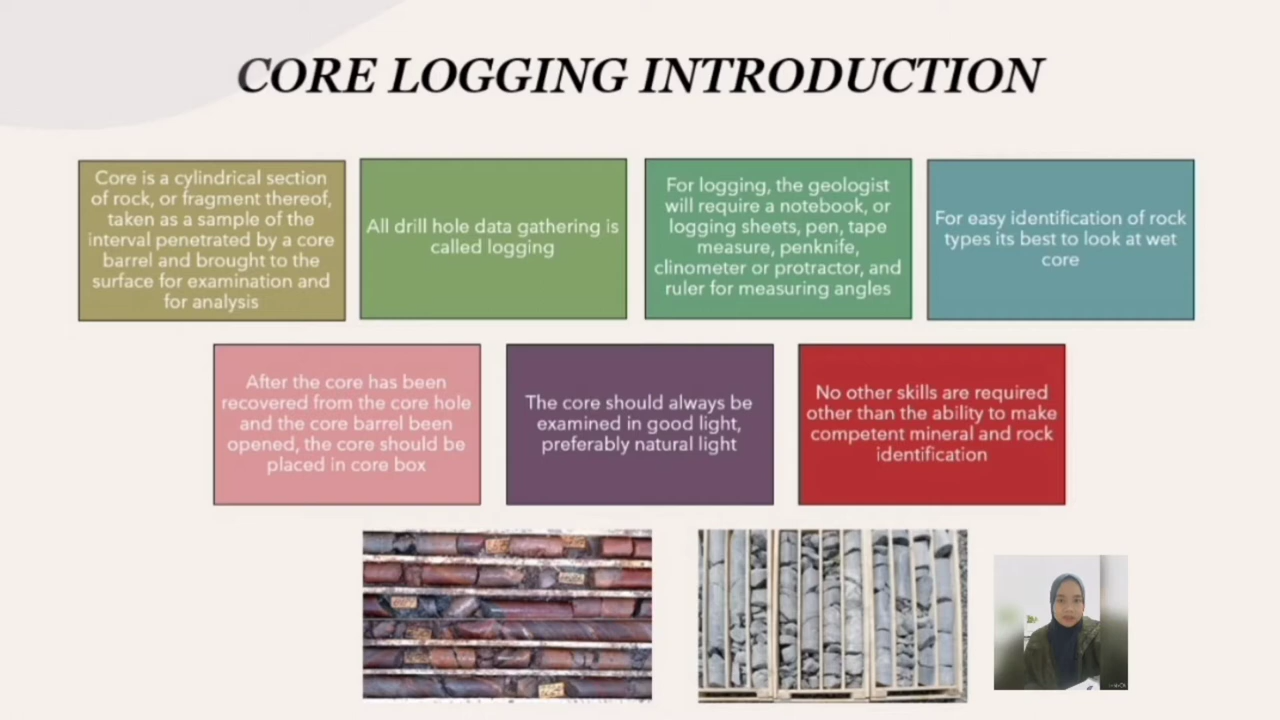 CORE LOGGING INTRODUCTION
Core is a cylindrical section
of rock, or fragment thereof,
taken as a sample of the
interval penetrated by a core
barrel and brought to the
surface for examination and
for analysis
All drill hole data gathering is
called logging
For logging, the geologist
will require a notebook, or
logging sheets, pen, tape
measure, penknife,
clinometer or protractor, and
ruler for measuring angles
For easy identification of rock
types its best to look at wet
core
After the core has been
recovered from the core hole
and the core barrel been
opened, the core should be
placed in core box
The core should always be
examined in good light,
preferably natural light
No other skills are required
other than the ability to make
competent mineral and rock
identification